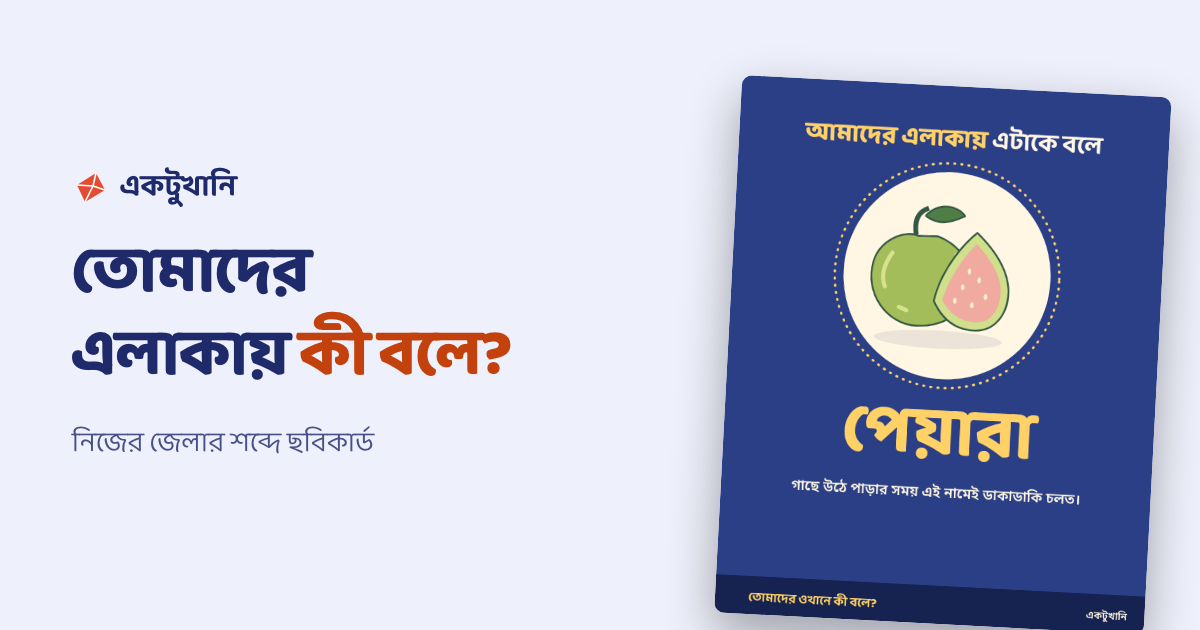 একটুখানি
তোমাদের
এলাকায় কী বলে?
নিজের জেলার শব্দে ছবিকার্ড
আমাদের এলাকায় এটাকে বলে
পেয়ারা
গাছে উঠে পাড়ার সময় এই নামেই ডাকাডাকি চলত।
তোমাদের ওখানে কী বলে?
একটুখানি